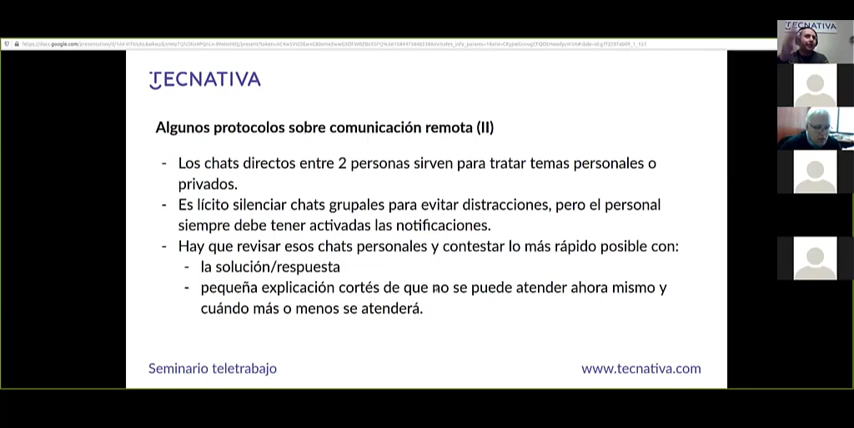 TECNATIVA
TECNATIVA
Algunos protocolos sobre comunicación remota (II)
- Los chats directos entre 2 personas sirven para tratar temas personales o
privados.
- Es lícito silenciar chats grupales para evitar distracciones, pero el personal
siempre debe tener activadas las notificaciones.
- Hay que revisar esos chats personales y contestar lo más rápido posible con:
- la solución/respuesta
- pequeña explicación cortés de que no se puede atender ahora mismo y
cuándo más o menos se atenderá.
Seminario teletrabajo
www.tecnativa.com